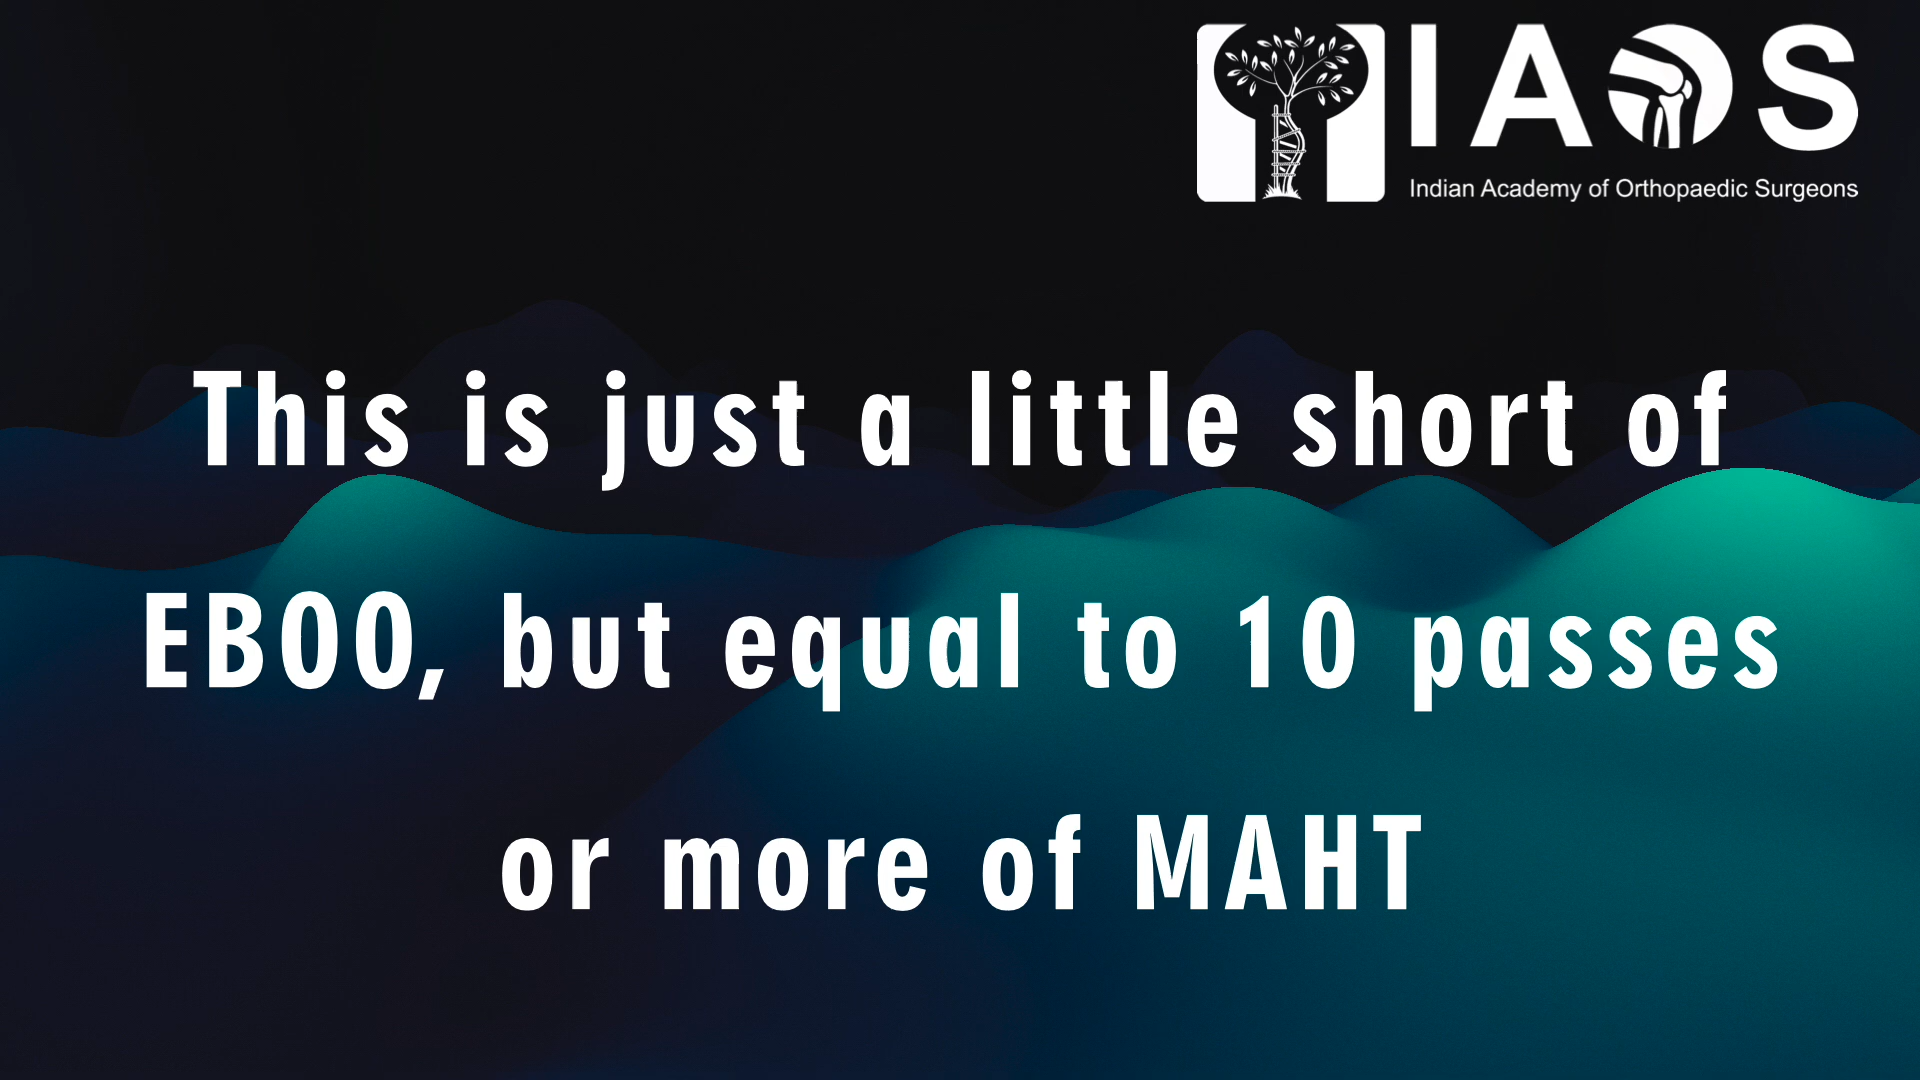 IAOS
Indian Academy of Orthopaedic Surgeons
This is just a little short of
EBOO, but equal to 10 passes
or more of MAHT